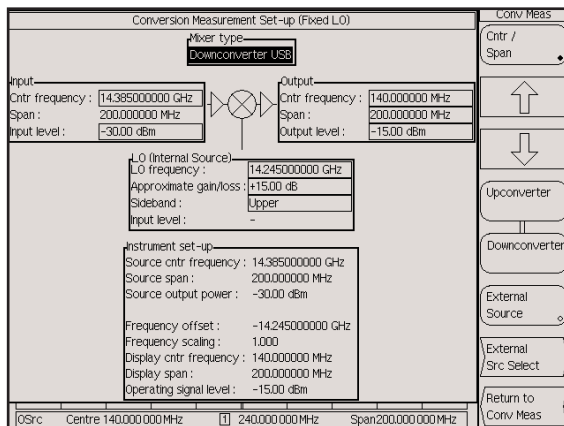 Conversion Measurement Set-up (Fixed LO)
Mixer type
Downconverter USB
Input
Cntr frequency : 14.385000000 GHz
Span : 200.000000 MHz
Input level : -30.00 dBm
Output
Cntr frequency : 140.000000 MHz
Span : 200.000000 MHz
Output level : -15.00 dBm
LO (Internal Source)
LO frequency : 14.245000000 GHz
Approximate gain/loss : +15.00 dB
Sideband : Upper
Input level : -
Instrument set-up
Source cntr frequency : 14.385000000 GHz
Source span : 200.000000 MHz
Source output power : -30.00 dBm
Frequency offset : -14.245000000 GHz
Frequency scaling : 1.000
Display cntr frequency : 140.000000 MHz
Display span : 200.000000 MHz
Operating signal level : -15.00 dBm
OSrc Centre 140.000 000 MHz 1 240.000 000 MHz Span 200.000 000 MHz
Conv Meas
Cntr /
Span
Upconverter
Downconverter
External
Source
External
Src Select
Return to
Conv Meas